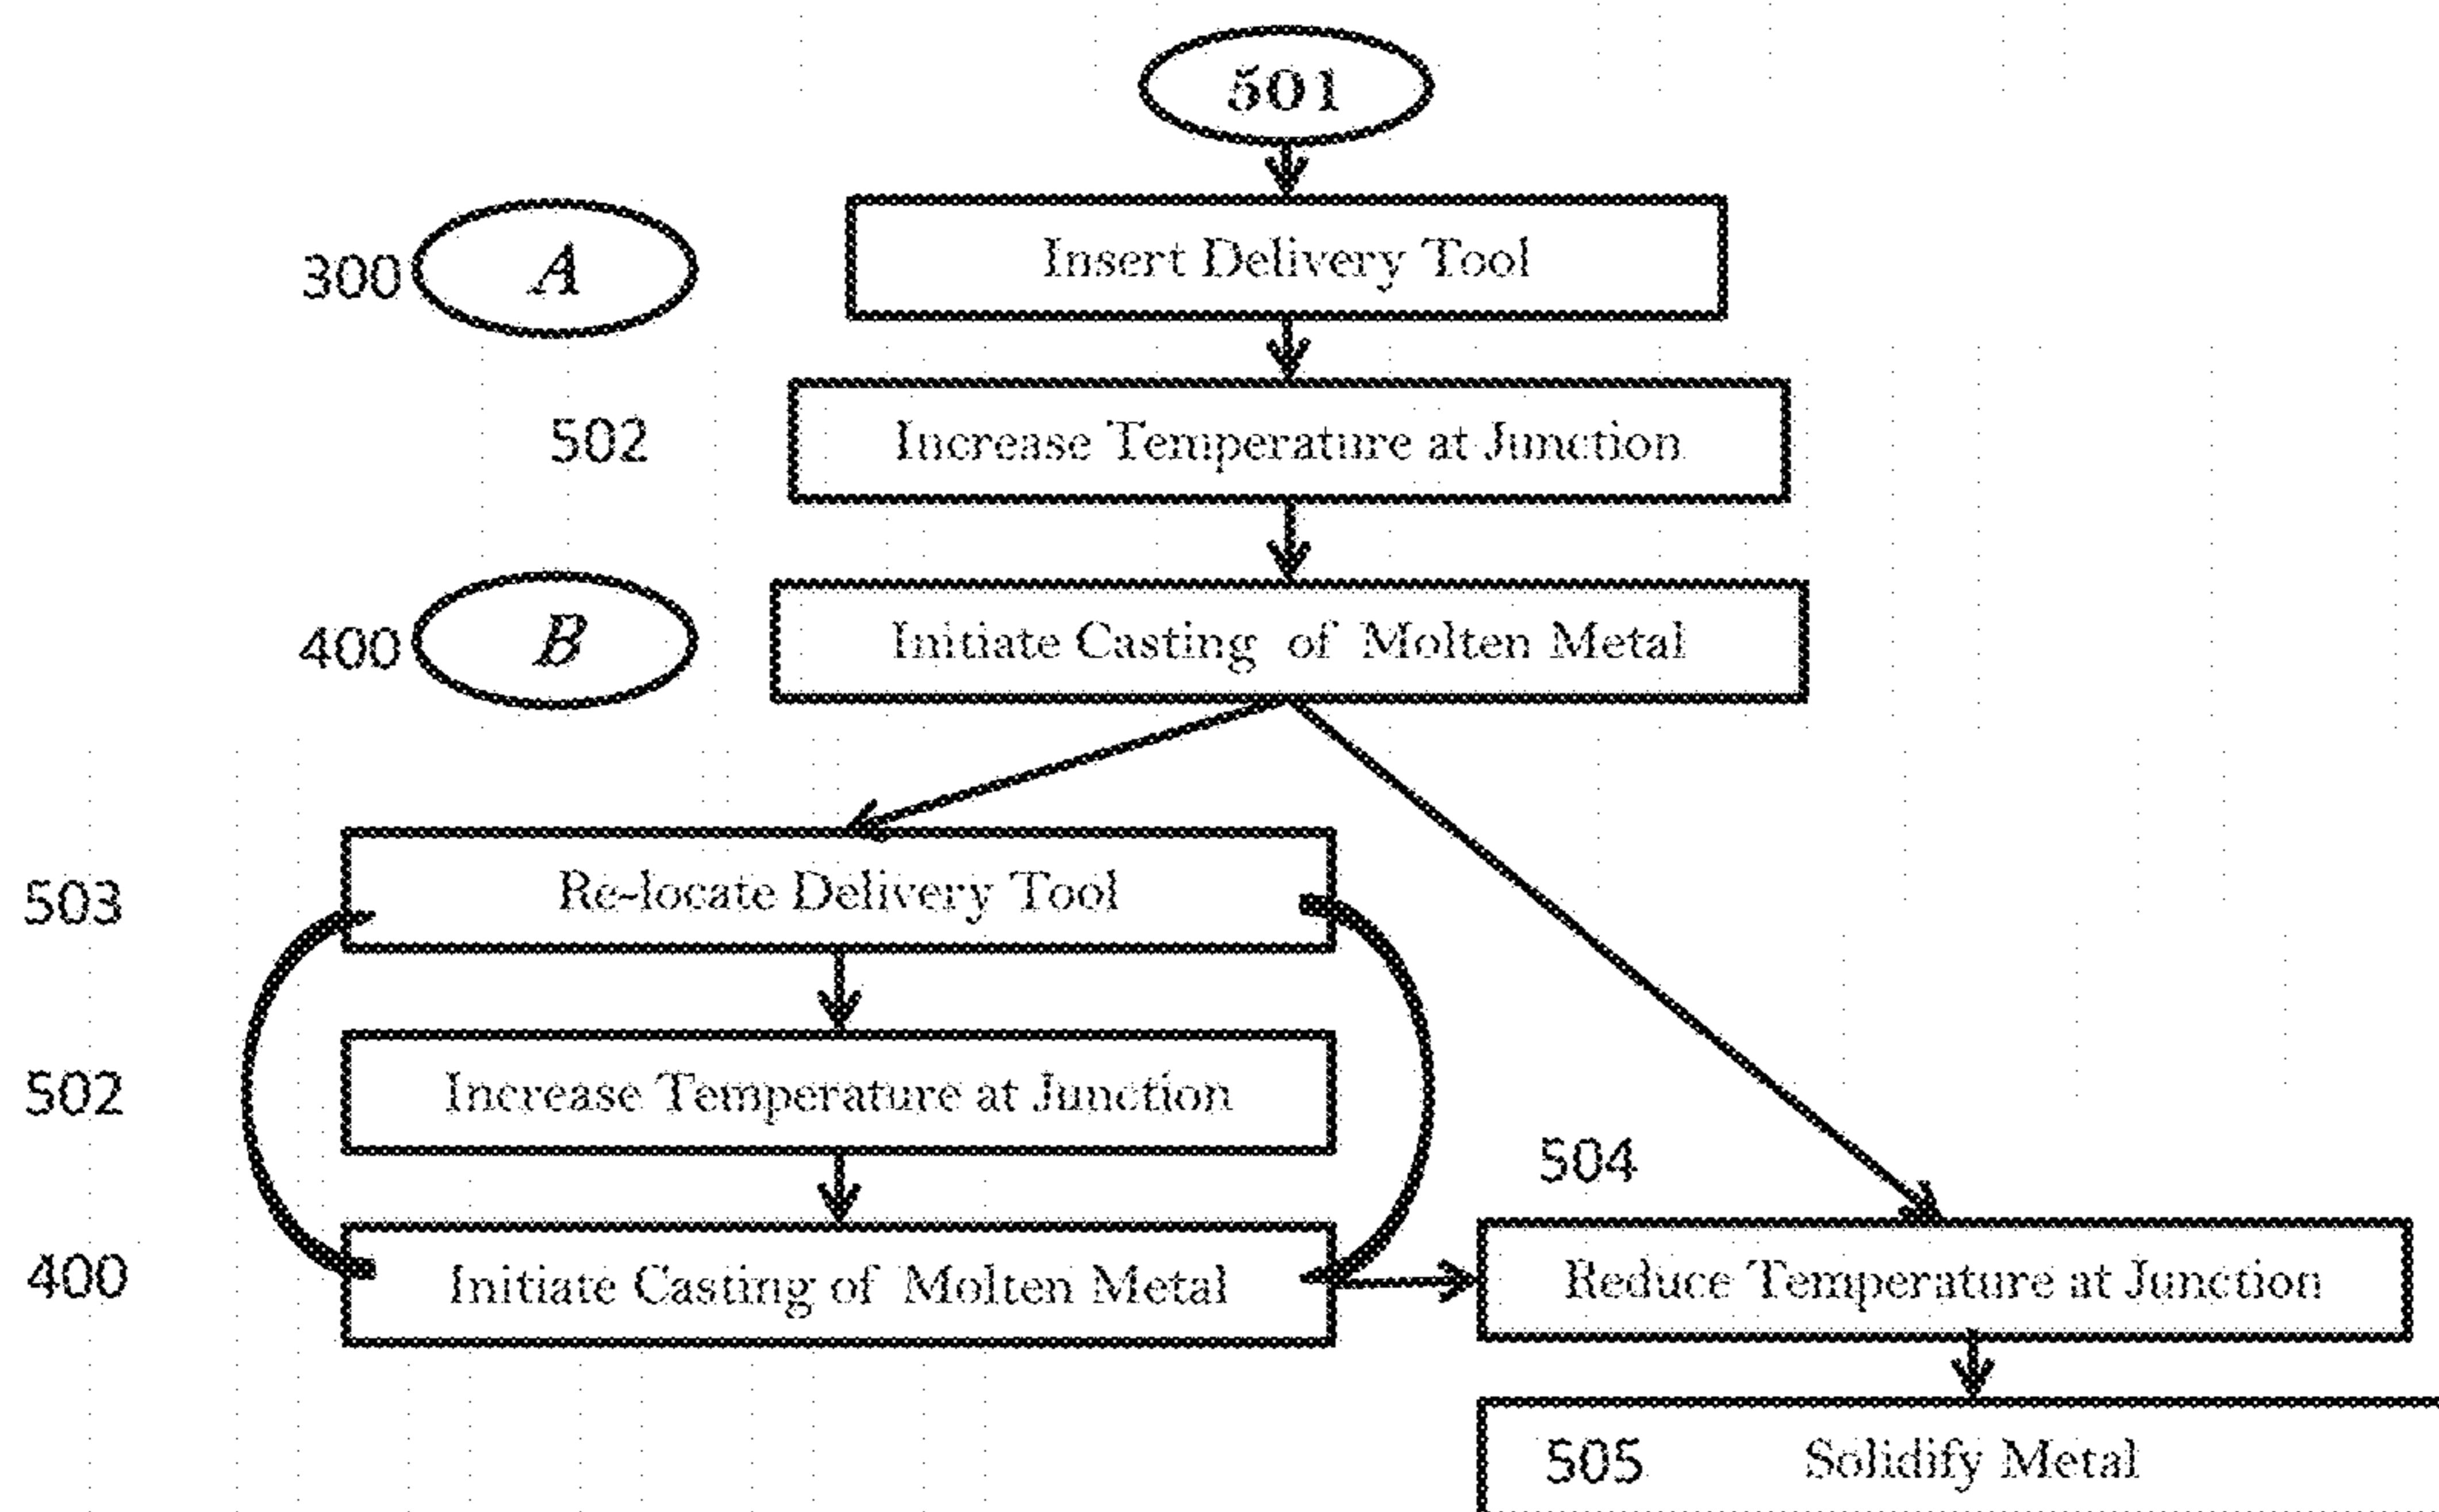 501
300 A Insert Delivery Tool
502 Increase Temperature at Junction
400 B Initiate Casting of Molten Metal
503 Re-locate Delivery Tool
502 Increase Temperature at Junction
504
400 Initiate Casting of Molten Metal
Reduce Temperature at Junction
505 Solidify Metal